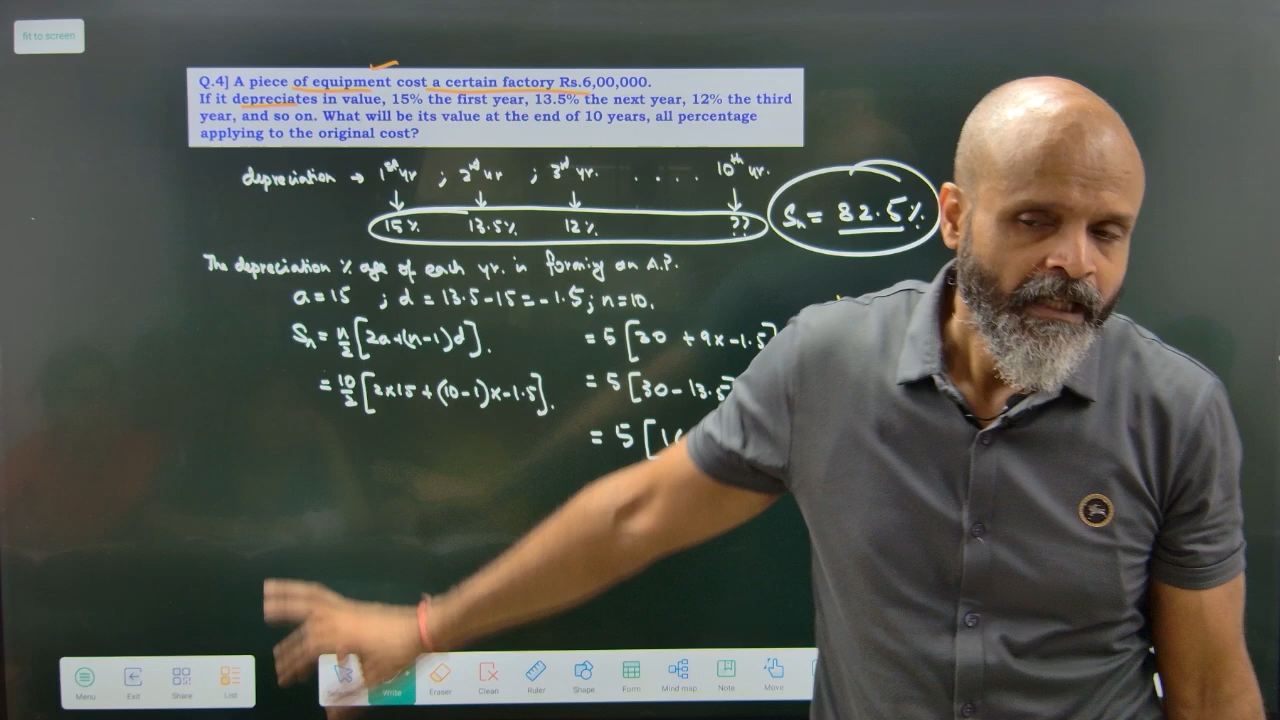 fit to screen
Q.4] A piece of equipment cost a certain factory Rs.6,00,000.
If it depreciates in value, 15% the first year, 13.5% the next year, 12% the third
year, and so on. What will be its value at the end of 10 years, all percentage
applying to the original cost?
depreciation → 1st yr ; 2nd yr ; 3rd yr. . . . . 10th yr.
15% 13.5% 12% ??
Sn = 82.5%
The depreciation % age of each yr. in forming an A.P.
a = 15 ; d = 13.5 - 15 = - 1.5 ; n = 10.
Sn = n/2 [2a + (n-1)d]. = 5 [30 + 9x - 1.5]
= 10/2 [2x15 + (10-1)x-1.5]. = 5 [30 - 13.5]
= 5 [
Menu Exit Share List Write Eraser Clean Ruler Shape Form Mind map Note Move